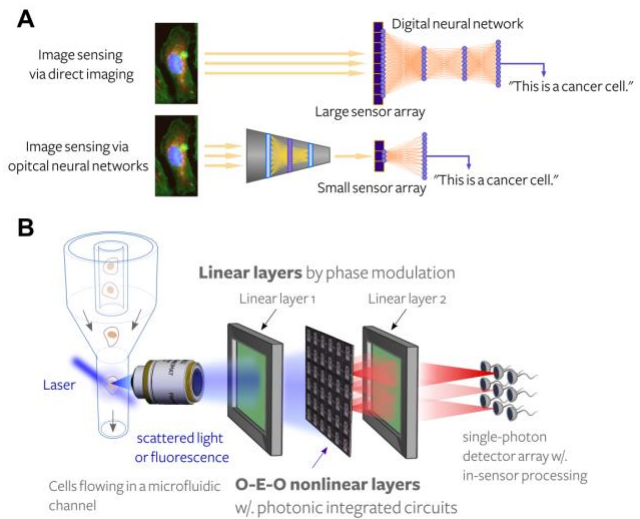 A
Image sensing
via direct imaging
Digital neural network
"This is a cancer cell."
Large sensor array
Image sensing via
opitcal neural networks
"This is a cancer cell."
Small sensor array
B
Linear layers by phase modulation
Linear layer 1
Linear layer 2
Laser
scattered light
or fluorescence
single-photon
detector array w/.
in-sensor processing
Cells flowing in a microfluidic
channel
O-E-O nonlinear layers
w/. photonic integrated circuits